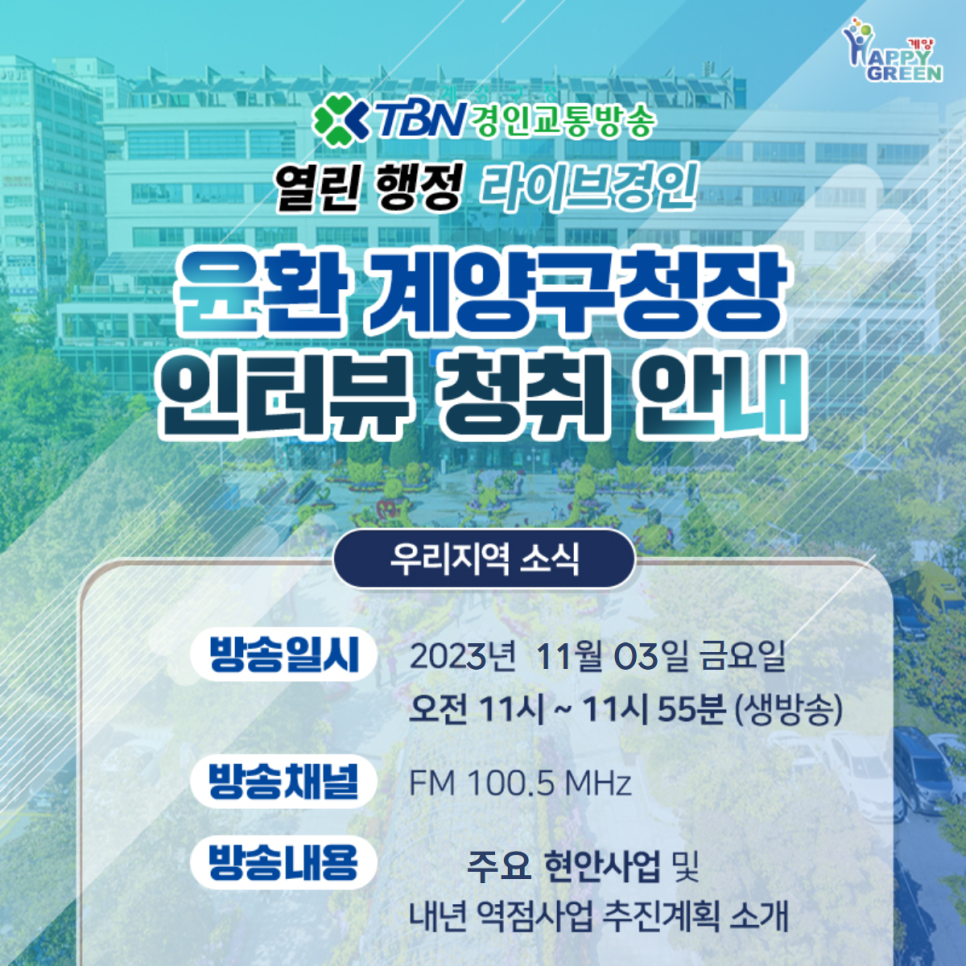 계양
HAPPY
GREEN
TBN 경인교통방송
열린 행정 라이브경인
윤환 계양구청장
인터뷰 청취 안내
우리지역 소식
방송일시 2023년 11월 03일 금요일
오전 11시 ~ 11시 55분 (생방송)
방송채널 FM 100.5 MHz
방송내용 주요 현안사업 및
내년 역점사업 추진계획 소개